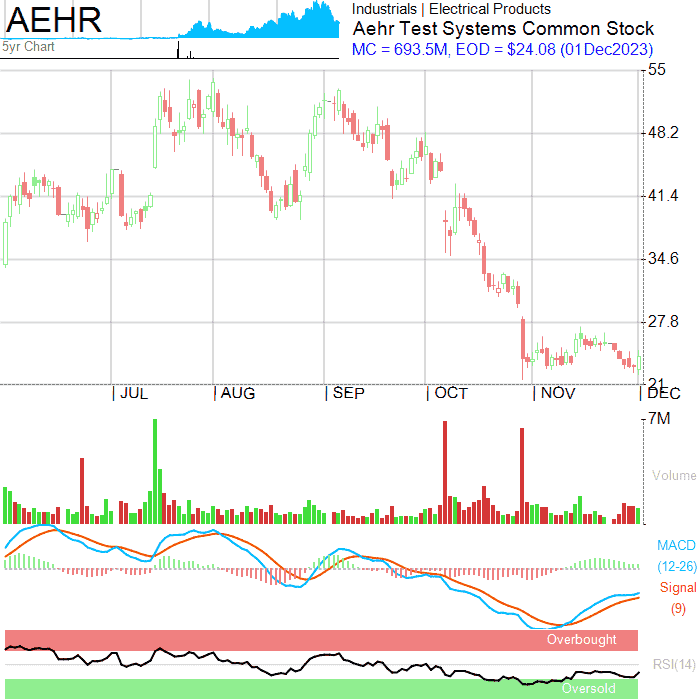 AEHR
5yr Chart
Industrials | Electrical Products
Aehr Test Systems Common Stock
MC = 693.5M, EOD = $24.08 (01Dec2023)
55
48.2
41.4
34.6
27.8
21
JUL
AUG
SEP
OCT
NOV
DEC
7M
Volume
MACD
(12-26)
Signal
(9)
Overbought
RSI(14)
Oversold